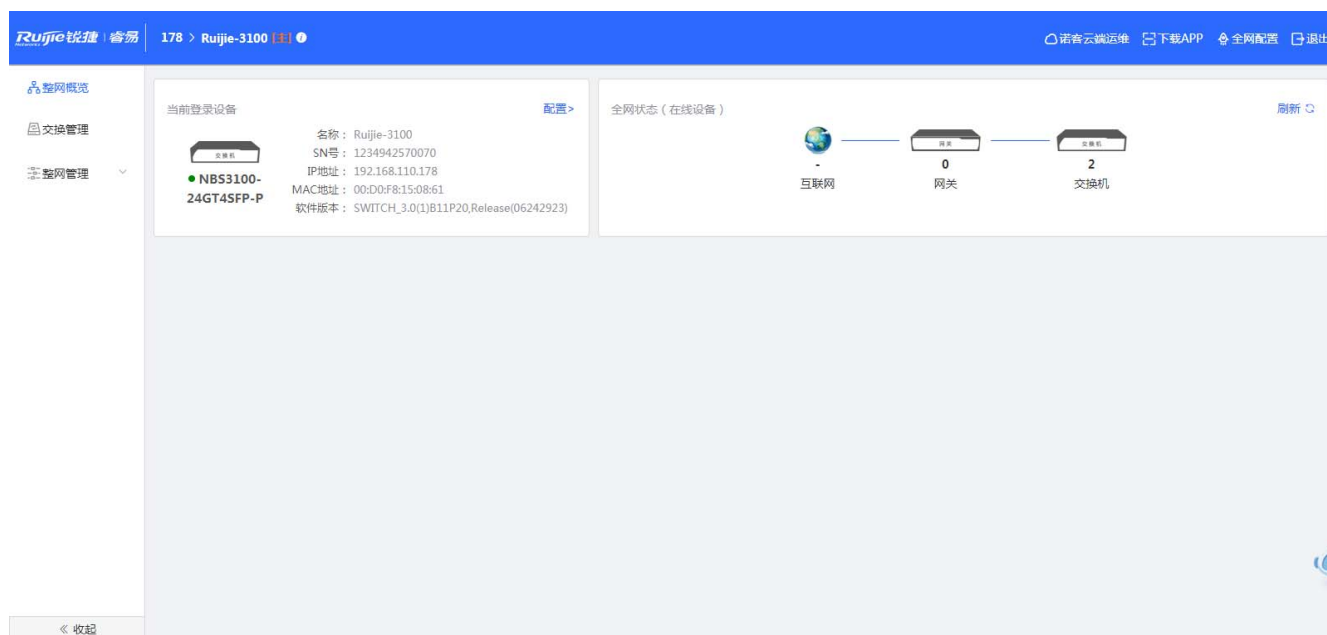 Ruijie锐捷 | 睿易
Networks
178 > Ruijie-3100 [主]
诺客云端运维 下载APP 全网配置 退出
整网概览
交换管理
整网管理
当前登录设备 配置>
交换机
NBS3100-
24GT4SFP-P
名称： Ruijie-3100
SN号： 1234942570070
IP地址： 192.168.110.178
MAC地址： 00:D0:F8:15:08:61
软件版本： SWITCH_3.0(1)B11P20,Release(06242923)
全网状态 ( 在线设备 ) 刷新
网关 交换机
- 0 2
互联网 网关 交换机
≪ 收起